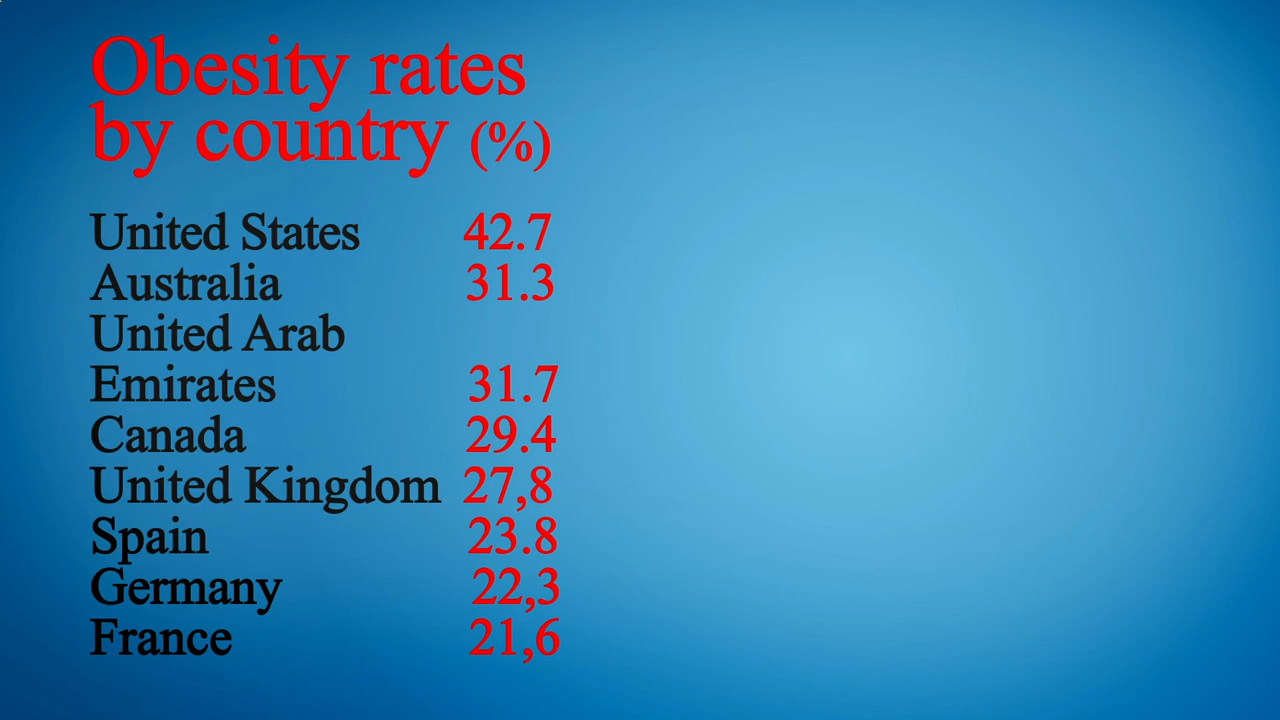 Obesity rates
by country (%)
United States 42.7
Australia 31.3
United Arab
Emirates 31.7
Canada 29.4
United Kingdom 27,8
Spain 23.8
Germany 22,3
France 21,6